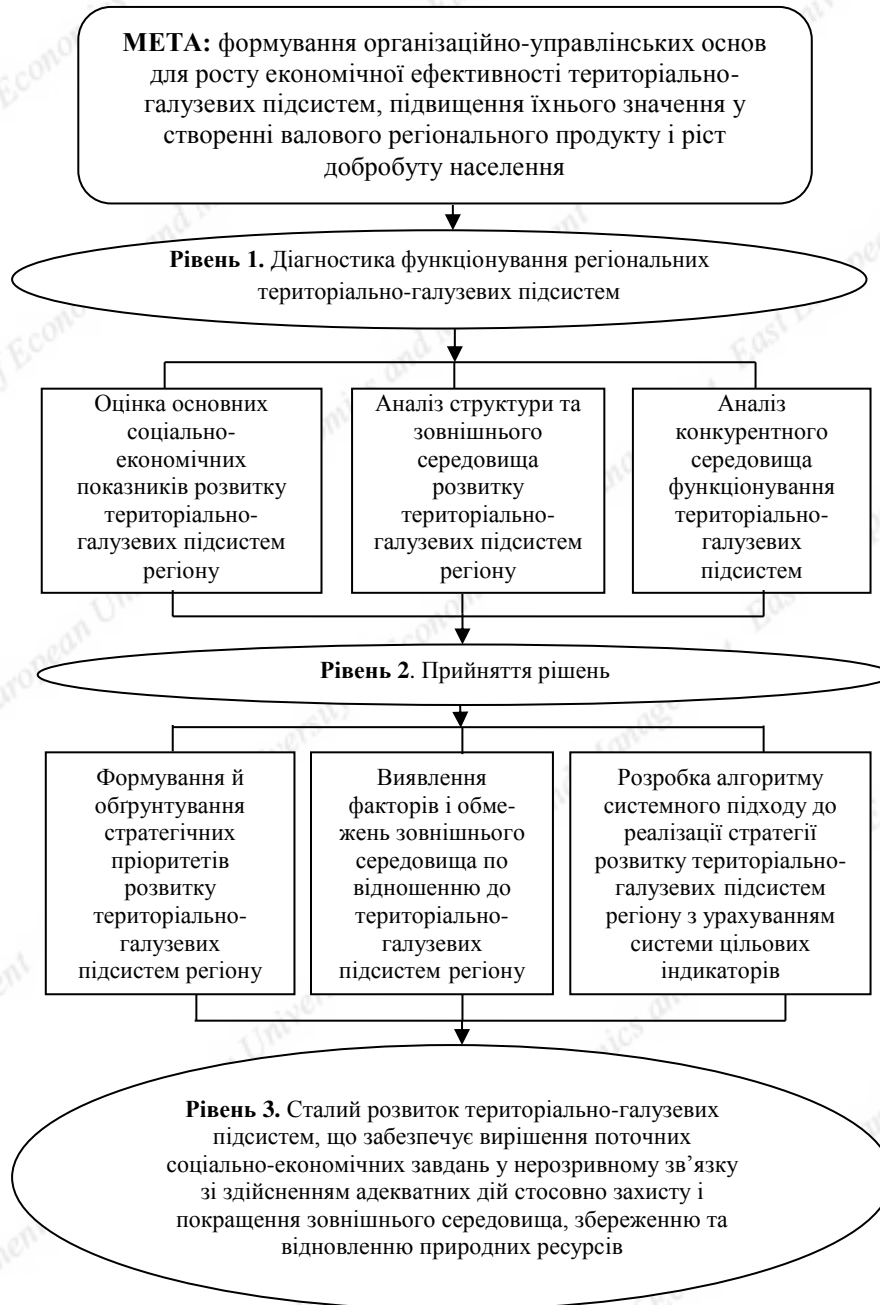 МЕТА: формування організаційно-управлінських основ
для росту економічної ефективності територіально-
галузевих підсистем, підвищення їхнього значення у
створенні валового регіонального продукту і ріст
добробуту населення
Рівень 1. Діагностика функціонування регіональних
територіально-галузевих підсистем
Оцінка основних
соціально-
економічних
показників розвитку
територіально-
галузевих підсистем
регіону
Аналіз структури та
зовнішнього
середовища
розвитку
територіально-
галузевих підсистем
регіону
Аналіз
конкурентного
середовища
функціонування
територіально-
галузевих
підсистем
Рівень 2. Прийняття рішень
Формування й
обґрунтування
стратегічних
пріоритетів
розвитку
територіально-
галузевих
підсистем регіону
Виявлення
факторів і обме-
жень зовнішнього
середовища по
відношенню до
територіально-
галузевих
підсистем регіону
Розробка алгоритму
системного підходу до
реалізації стратегії
розвитку територіально-
галузевих підсистем
регіону з урахуванням
системи цільових
індикаторів
Рівень 3. Сталий розвиток територіально-галузевих
підсистем, що забезпечує вирішення поточних
соціально-економічних завдань у нерозривному зв’язку
зі здійсненням адекватних дій стосовно захисту і
покращення зовнішнього середовища, збереженню та
відновленню природних ресурсів